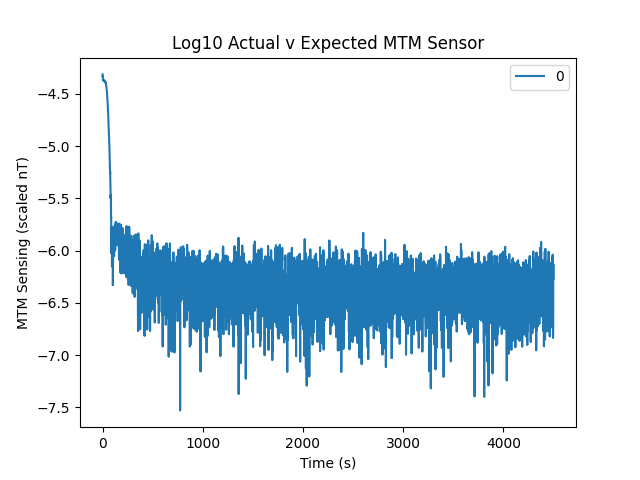 Log10 Actual v Expected MTM Sensor
0
MTM Sensing (scaled nT)
−4.5
−5.0
−5.5
−6.0
−6.5
−7.0
−7.5
0 1000 2000 3000 4000
Time (s)